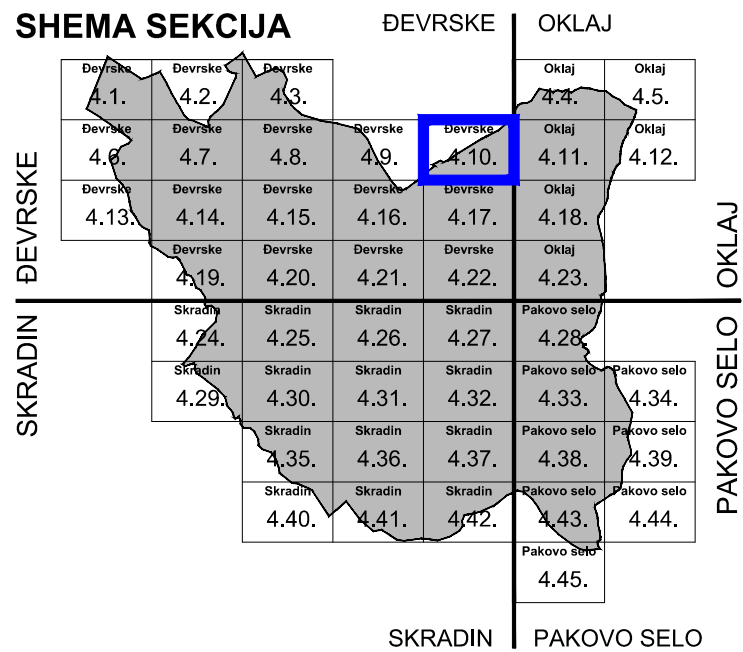 SHEMA SEKCIJA
ĐEVRSKE OKLAJ
Đevrske Đevrske Đevrske Oklaj Oklaj
4.1. 4.2. 4.3. 4.4. 4.5.
Đevrske Đevrske Đevrske Đevrske Đevrske Oklaj Oklaj
4.6. 4.7. 4.8. 4.9. 4.10. 4.11. 4.12.
Đevrske Đevrske Đevrske Đevrske Đevrske Oklaj
4.13. 4.14. 4.15. 4.16. 4.17. 4.18.
Đevrske Đevrske Đevrske Đevrske Oklaj
4.19. 4.20. 4.21. 4.22. 4.23.
ĐEVRSKE
OKLAJ
Skradin Skradin Skradin Skradin Pakovo selo
4.24. 4.25. 4.26. 4.27. 4.28.
Skradin Skradin Skradin Skradin Pakovo selo Pakovo selo
4.29. 4.30. 4.31. 4.32. 4.33. 4.34.
Skradin Skradin Skradin Pakovo selo Pakovo selo
4.35. 4.36. 4.37. 4.38. 4.39.
Skradin Skradin Skradin Pakovo selo Pakovo selo
4.40. 4.41. 4.42. 4.43. 4.44.
Pakovo selo
4.45.
SKRADIN
PAKOVO SELO
SKRADIN PAKOVO SELO